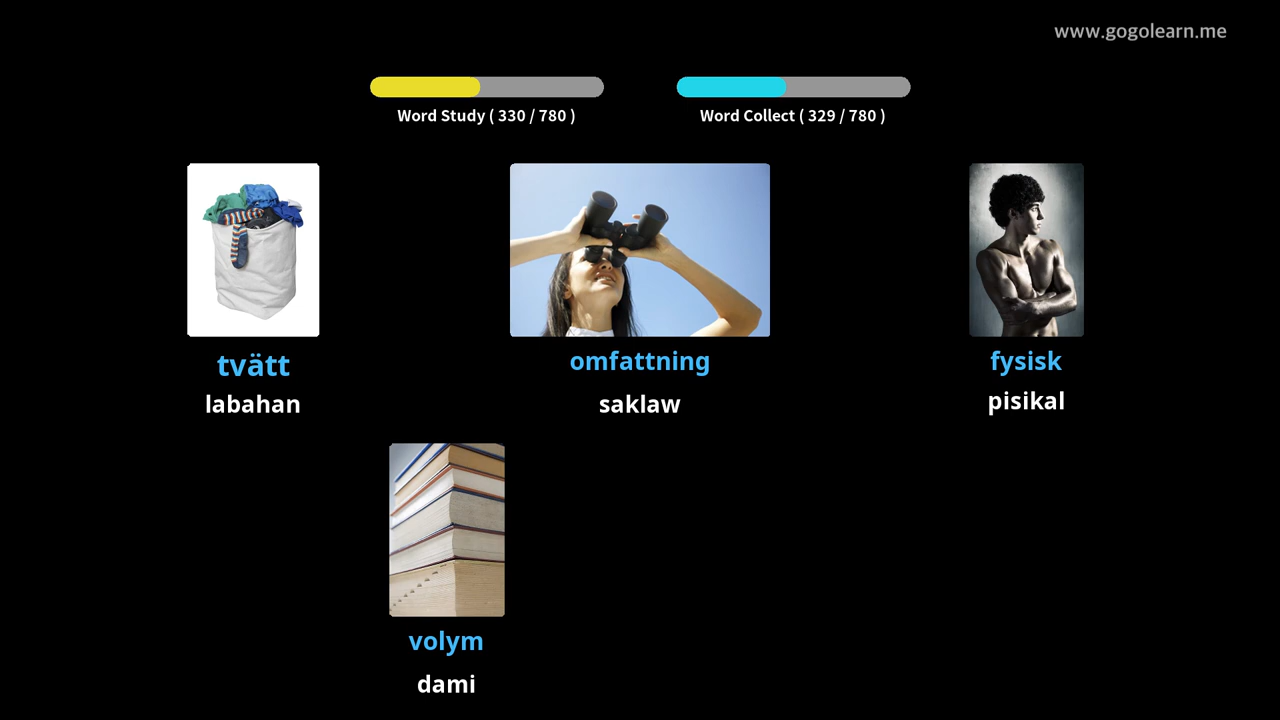 www.gogolearn.me
Word Study ( 330 / 780 )
Word Collect ( 329 / 780 )
tvätt
labahan
omfattning
saklaw
fysisk
pisikal
volym
dami